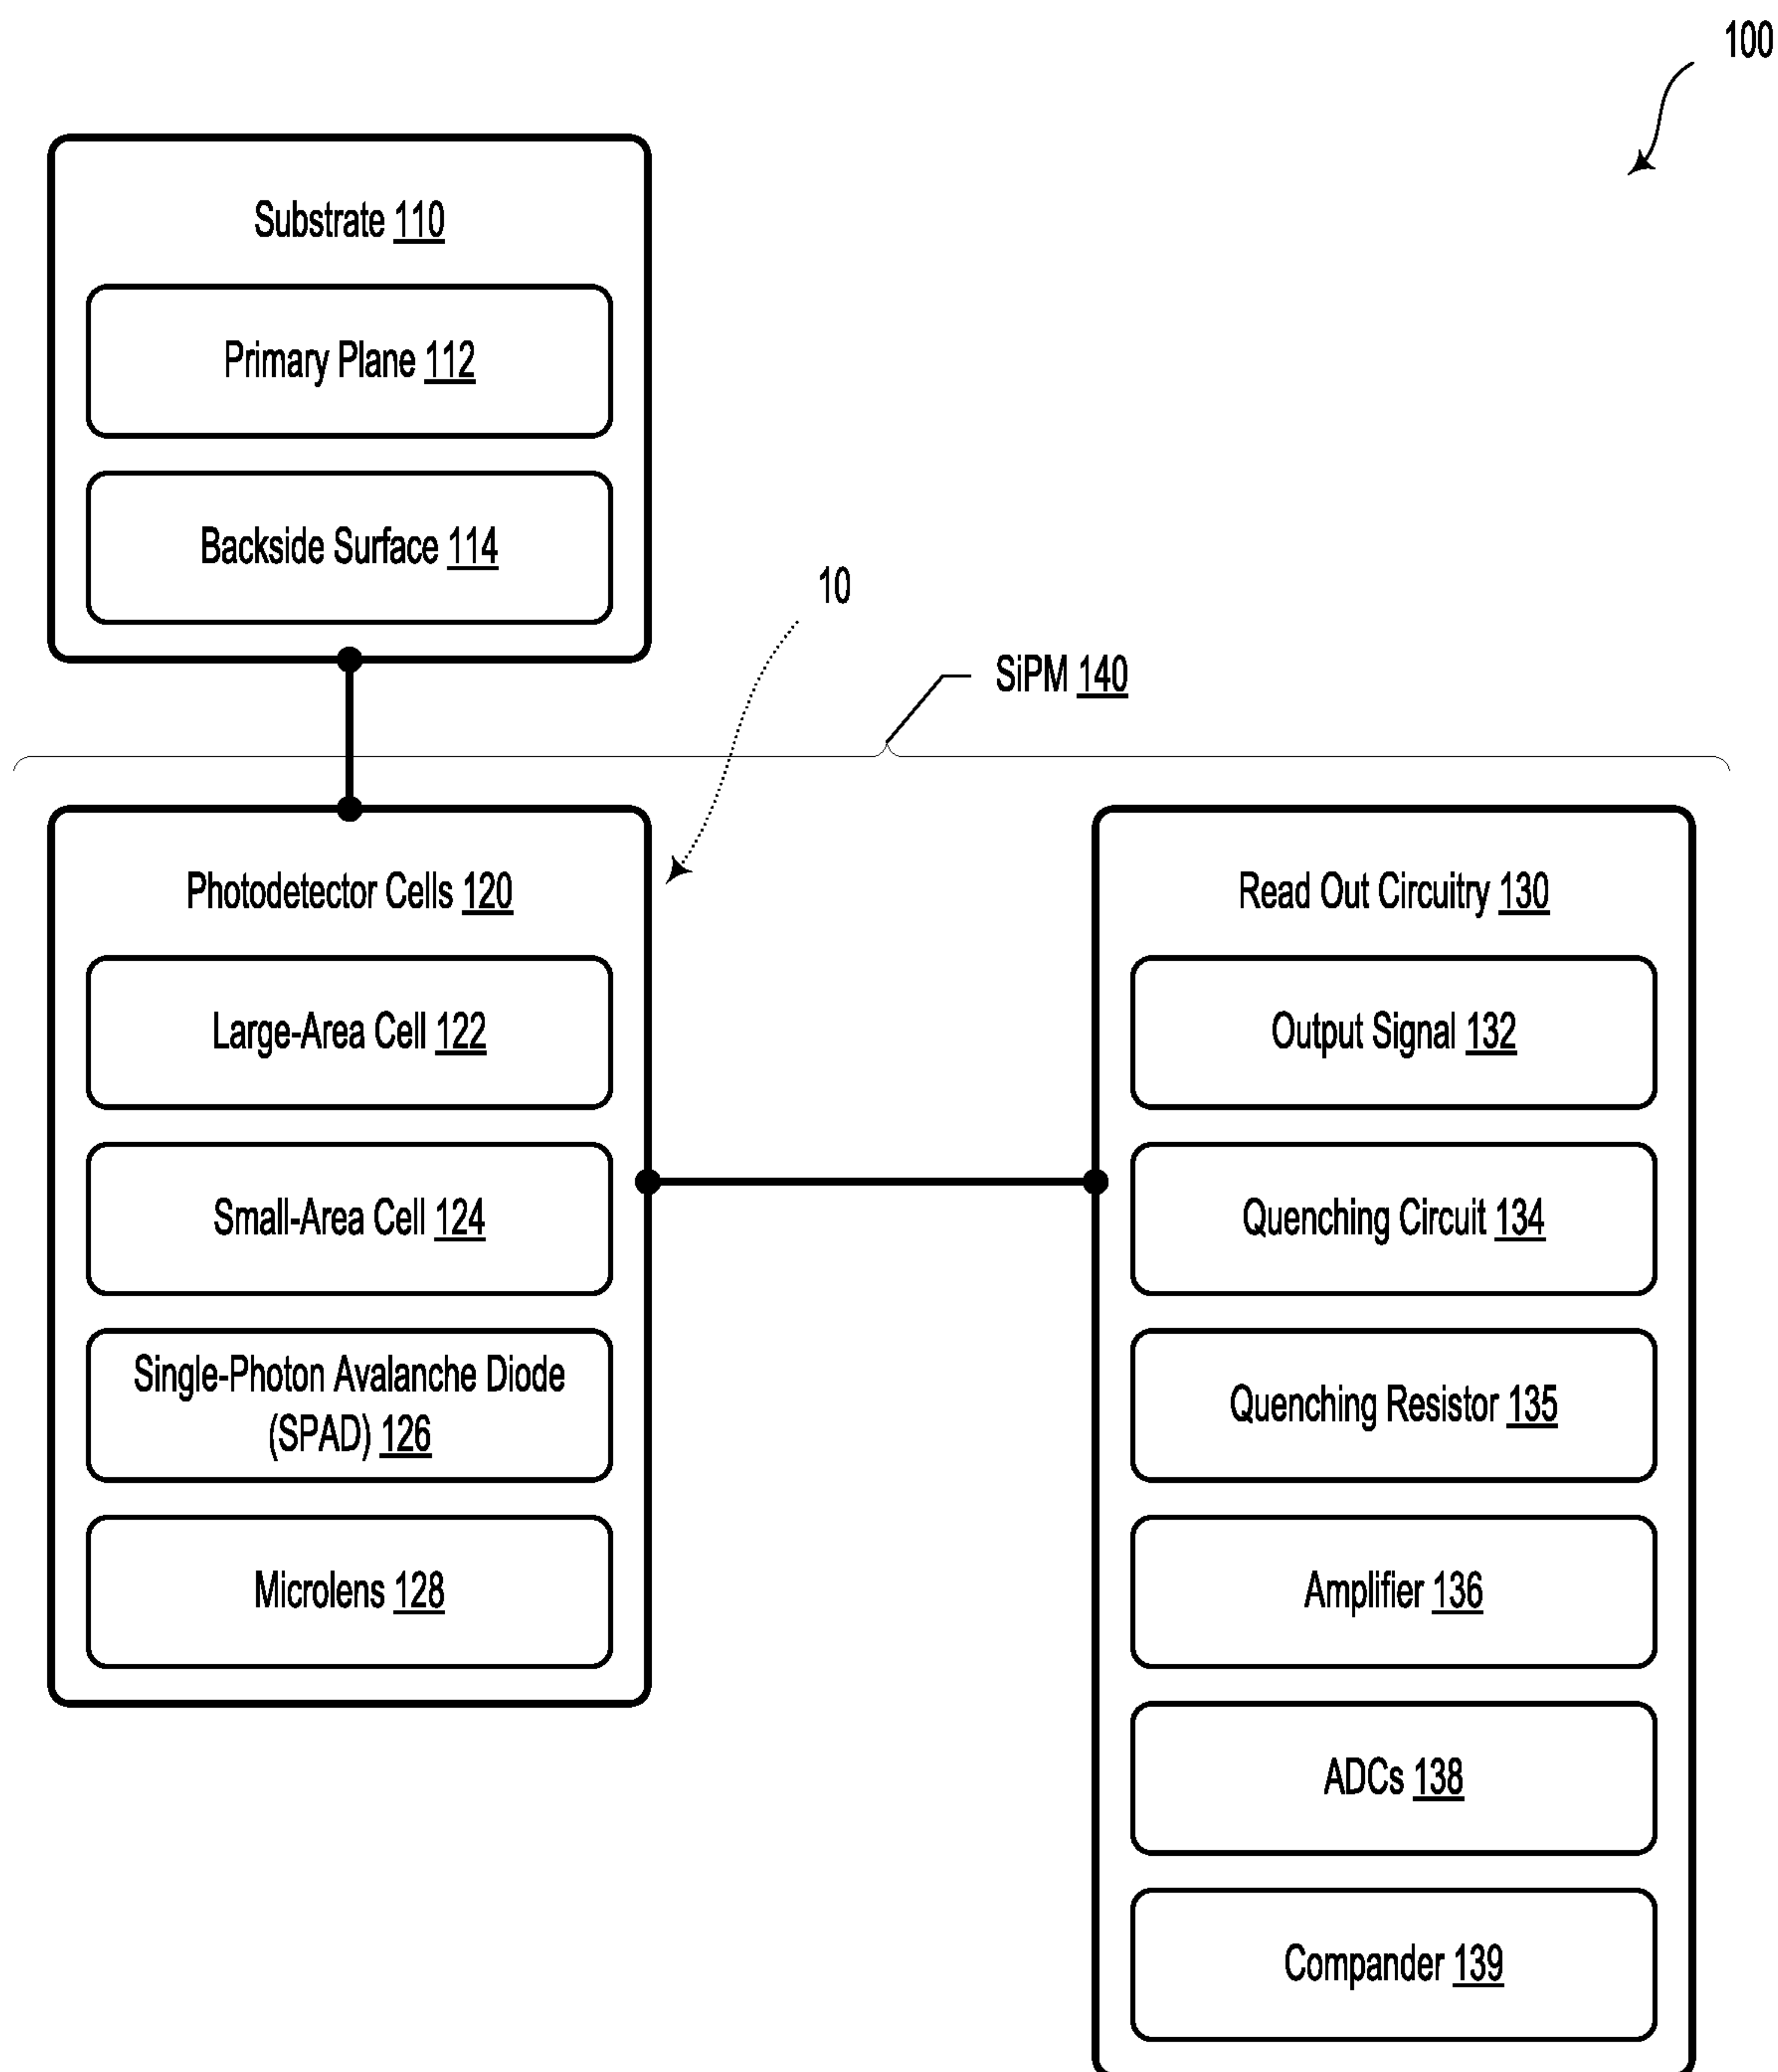 100
Substrate 110
Primary Plane 112
Backside Surface 114
10
SiPM 140
Photodetector Cells 120
Large-Area Cell 122
Small-Area Cell 124
Single-Photon Avalanche Diode
(SPAD) 126
Microlens 128
Read Out Circuitry 130
Output Signal 132
Quenching Circuit 134
Quenching Resistor 135
Amplifier 136
ADCs 138
Compander 139